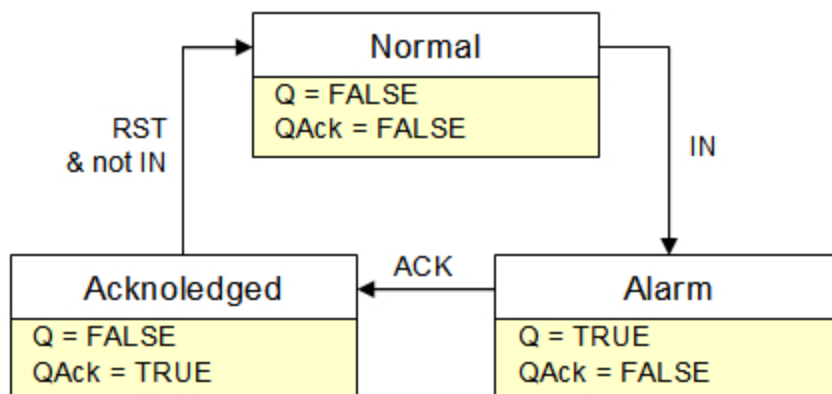 Normal
Q = FALSE
QAck = FALSE
RST
& not IN
IN
ACK
Acknoledged
Q = FALSE
QAck = TRUE
Alarm
Q = TRUE
QAck = FALSE